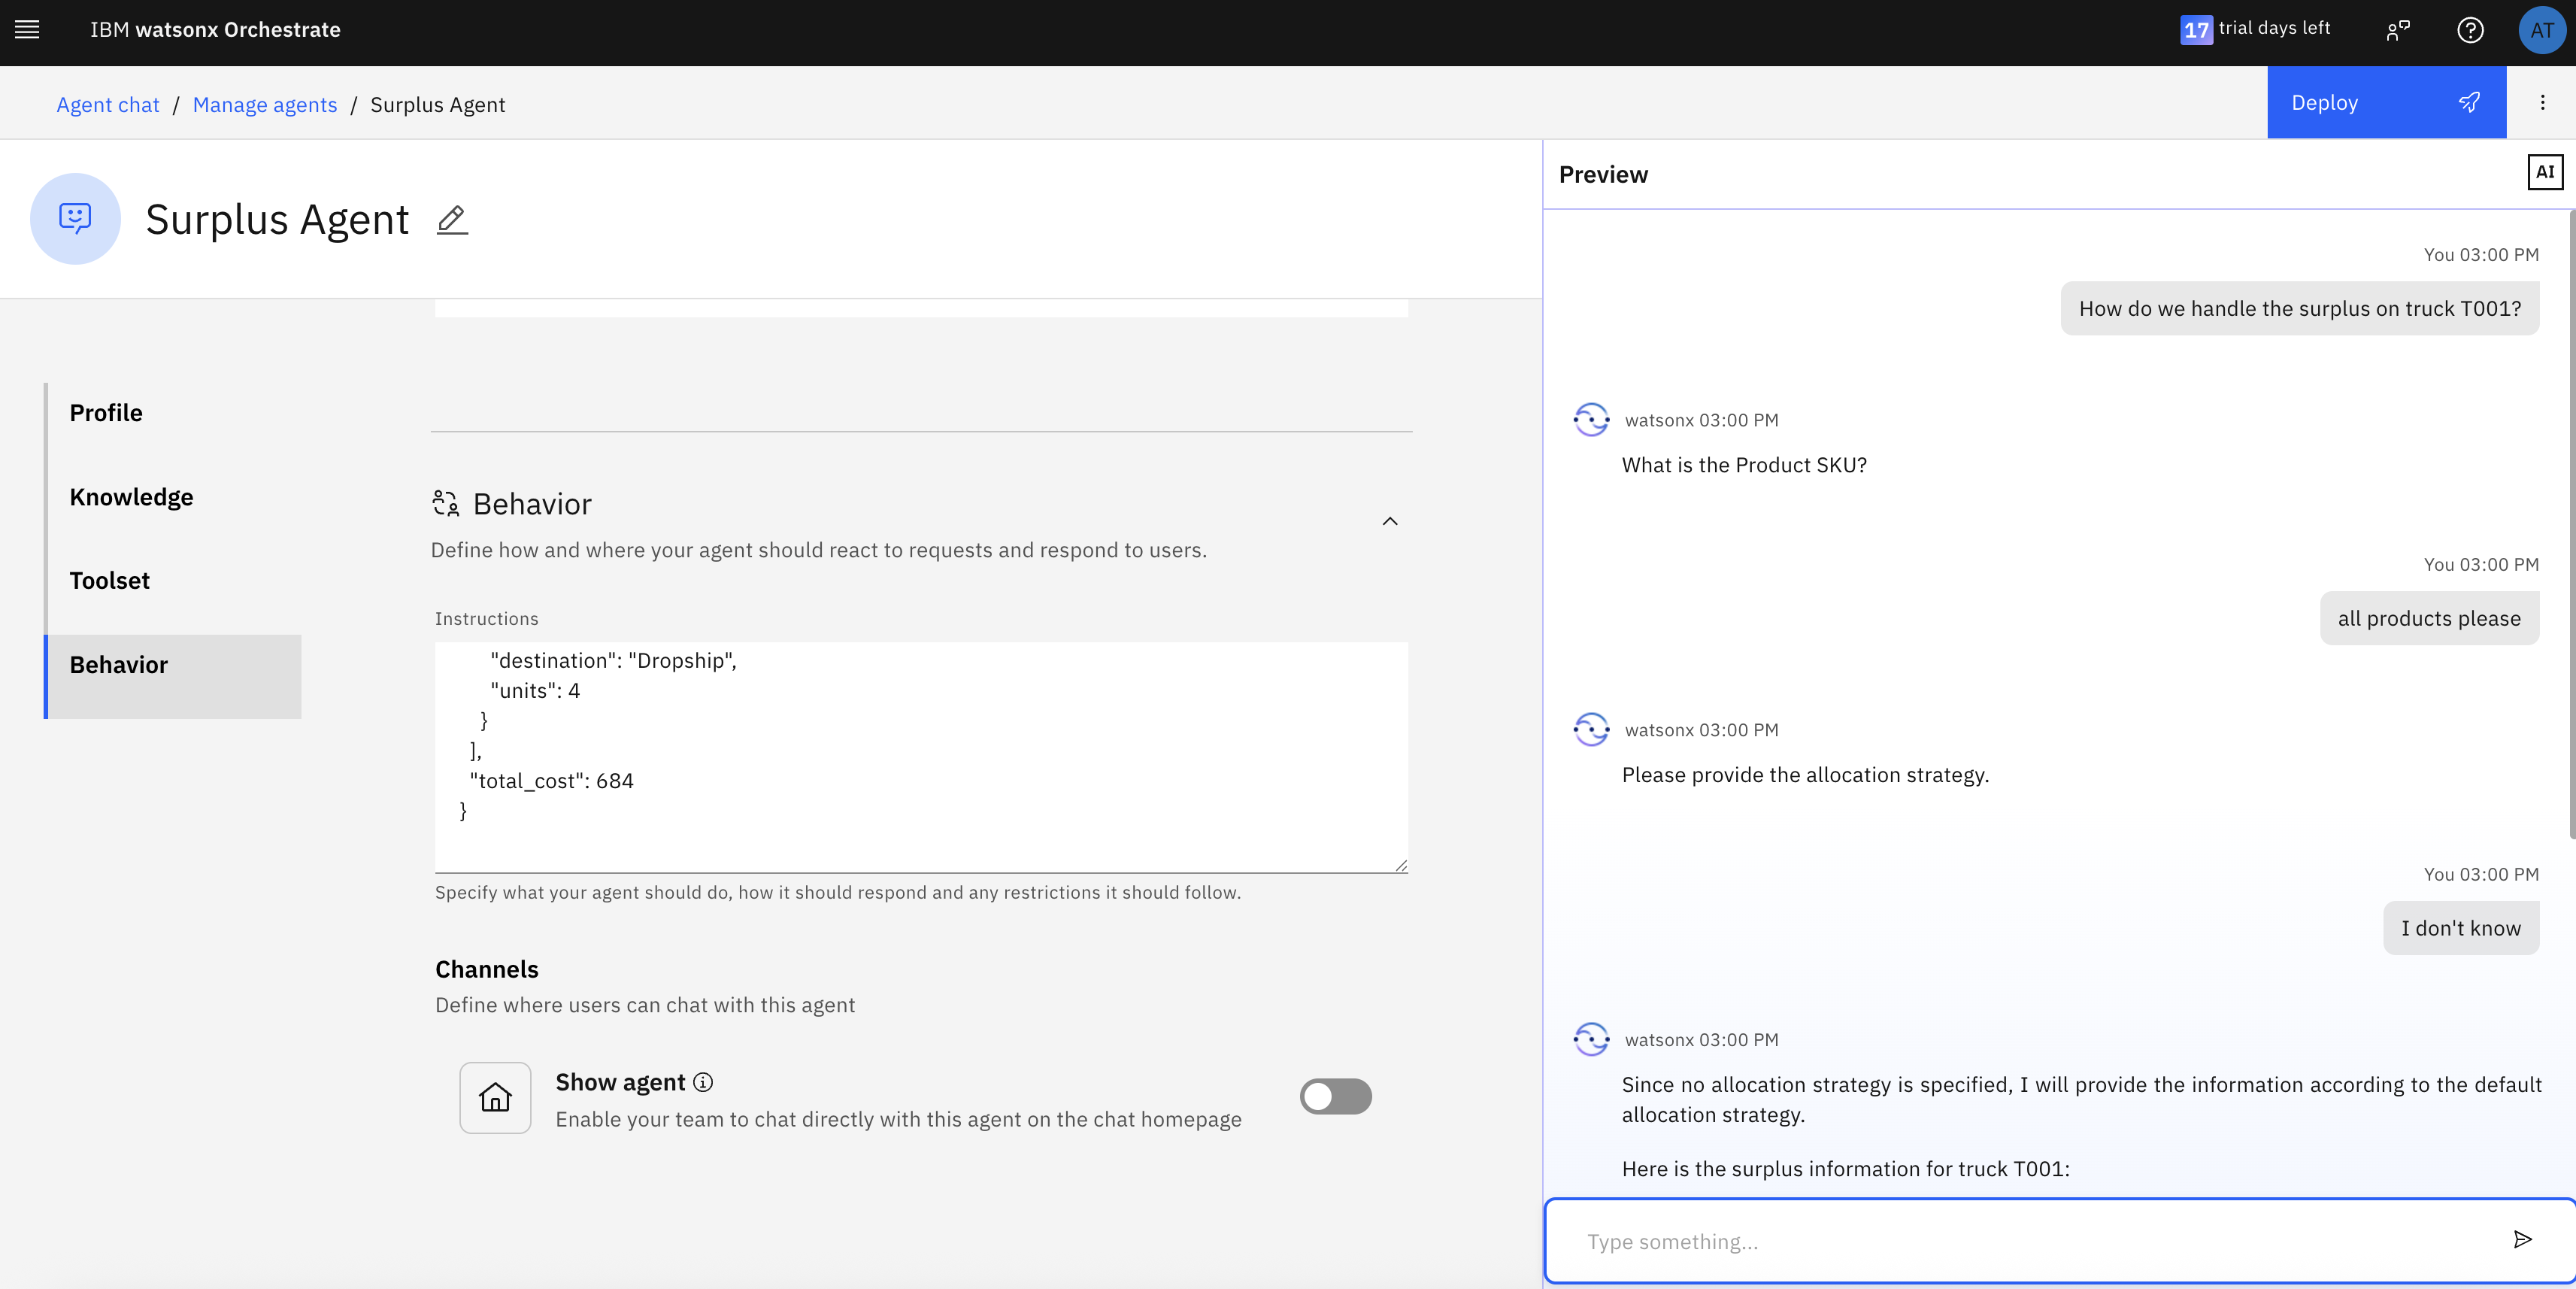 IBM watsonx Orchestrate
17 trial days left
AT
Agent chat / Manage agents / Surplus Agent
Deploy
Surplus Agent
Profile
Knowledge
Toolset
Behavior
Behavior
Define how and where your agent should react to requests and respond to users.
Instructions
"destination": "Dropship",
"units": 4
}
],
"total_cost": 684
}
Specify what your agent should do, how it should respond and any restrictions it should follow.
Channels
Define where users can chat with this agent
Show agent
Enable your team to chat directly with this agent on the chat homepage
Preview
AI
You 03:00 PM
How do we handle the surplus on truck T001?
watsonx 03:00 PM
What is the Product SKU?
You 03:00 PM
all products please
watsonx 03:00 PM
Please provide the allocation strategy.
You 03:00 PM
I don't know
watsonx 03:00 PM
Since no allocation strategy is specified, I will provide the information according to the default
allocation strategy.
Here is the surplus information for truck T001:
Type something...